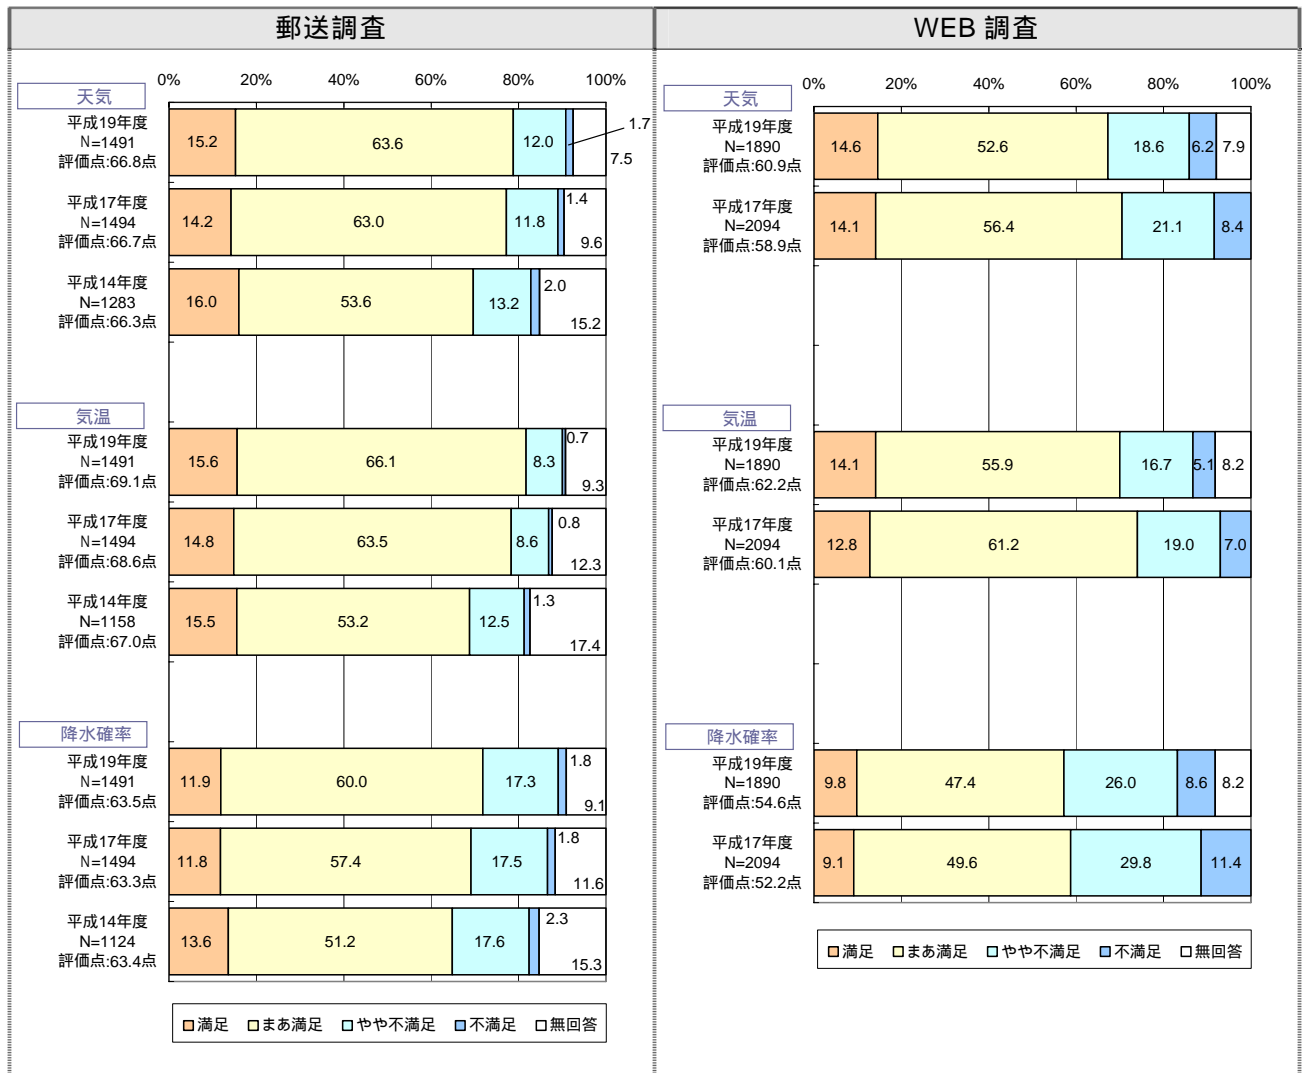 郵送調査
0% 20% 40% 60% 80% 100%
天気
平成19年度
N=1491
評価点:66.8点
15.2 63.6 12.0 1.7 7.5
平成17年度
N=1494
評価点:66.7点
14.2 63.0 11.8 1.4 9.6
平成14年度
N=1283
評価点:66.3点
16.0 53.6 13.2 2.0 15.2
気温
平成19年度
N=1491
評価点:69.1点
15.6 66.1 8.3 0.7 9.3
平成17年度
N=1494
評価点:68.6点
14.8 63.5 8.6 0.8 12.3
平成14年度
N=1158
評価点:67.0点
15.5 53.2 12.5 1.3 17.4
降水確率
平成19年度
N=1491
評価点:63.5点
11.9 60.0 17.3 1.8 9.1
平成17年度
N=1494
評価点:63.3点
11.8 57.4 17.5 1.8 11.6
平成14年度
N=1124
評価点:63.4点
13.6 51.2 17.6 2.3 15.3
満足 まあ満足 やや不満足 不満足 無回答
WEB 調査
0% 20% 40% 60% 80% 100%
天気
平成19年度
N=1890
評価点:60.9点
14.6 52.6 18.6 6.2 7.9
平成17年度
N=2094
評価点:58.9点
14.1 56.4 21.1 8.4
気温
平成19年度
N=1890
評価点:62.2点
14.1 55.9 16.7 5.1 8.2
平成17年度
N=2094
評価点:60.1点
12.8 61.2 19.0 7.0
降水確率
平成19年度
N=1890
評価点:54.6点
9.8 47.4 26.0 8.6 8.2
平成17年度
N=2094
評価点:52.2点
9.1 49.6 29.8 11.4
満足 まあ満足 やや不満足 不満足 無回答